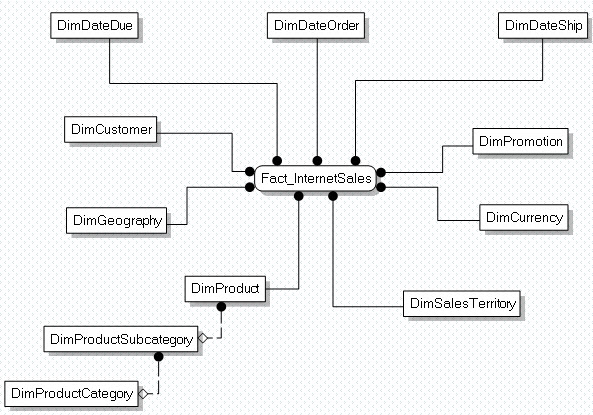 DimDateDue
DimDateOrder
DimDateShip
DimCustomer
DimPromotion
Fact_InternetSales
DimGeography
DimCurrency
DimProduct
DimSalesTerritory
DimProductSubcategory
DimProductCategory